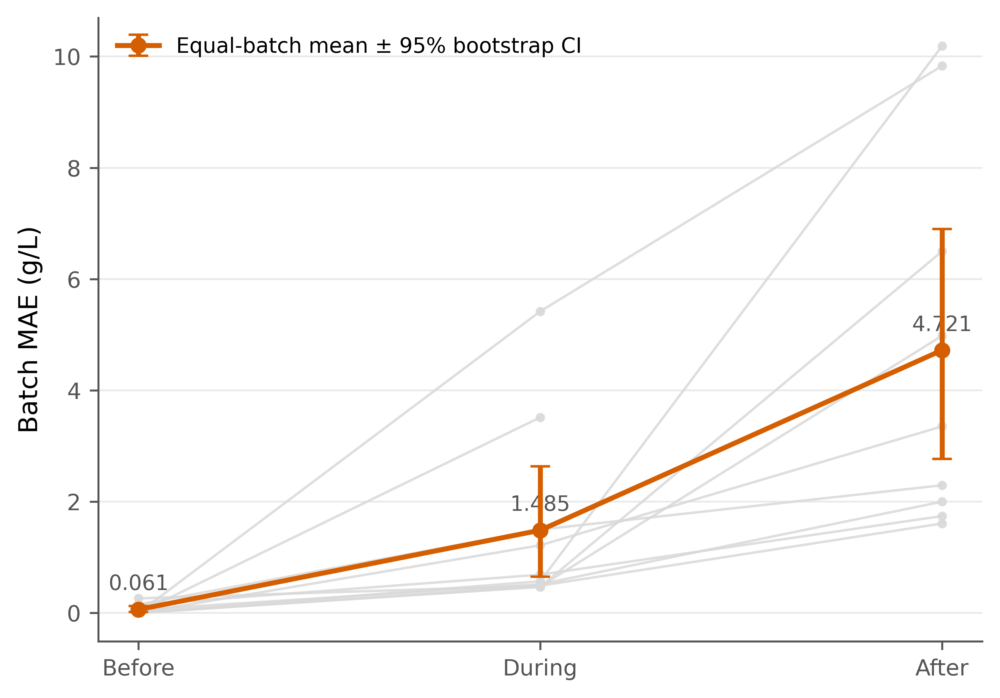 Equal-batch mean ± 95% bootstrap CI
Batch MAE (g/L)
10
8
6
4
2
0
4.721
1.485
0.061
Before
During
After